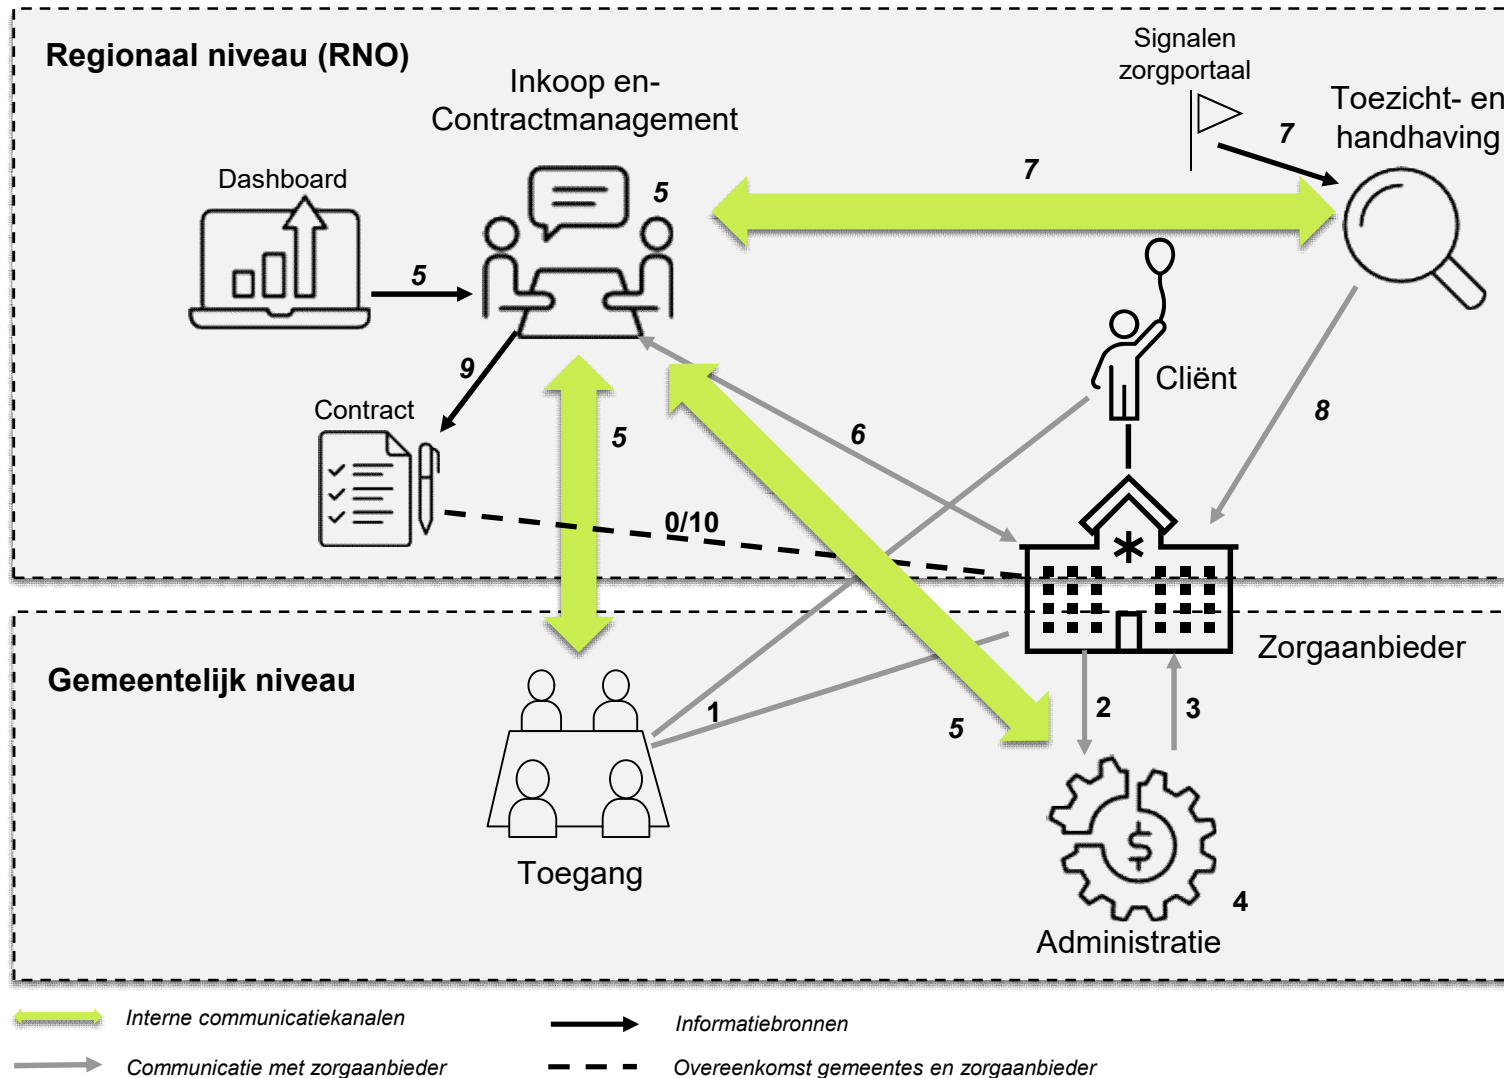 Regionaal niveau (RNO)
Signalen
zorgportaal
Inkoop en-
Contractmanagement
Toezicht- en
handhaving
7
7
Dashboard
5
5
9
Contract
5
6
Cliënt
8
0/10
Gemeentelijk niveau
Zorgaanbieder
1
5
2
3
Toegang
4
Administratie
Interne communicatiekanalen
Informatiebronnen
Communicatie met zorgaanbieder
Overeenkomst gemeentes en zorgaanbieder